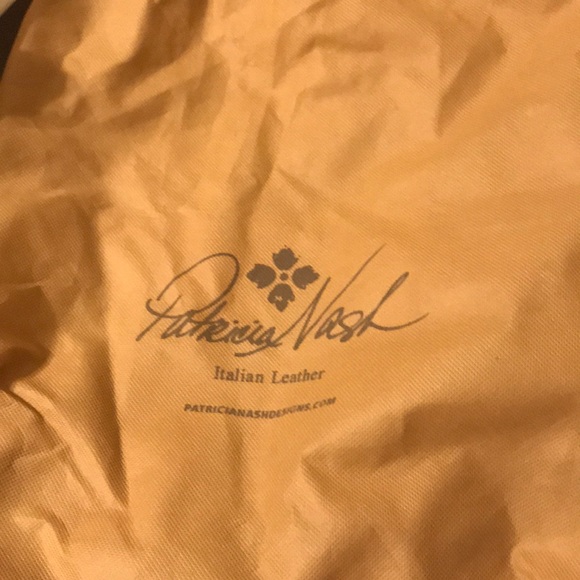 Patricia Nash
Italian Leather
PATRICIANASHDESIGNS.COM